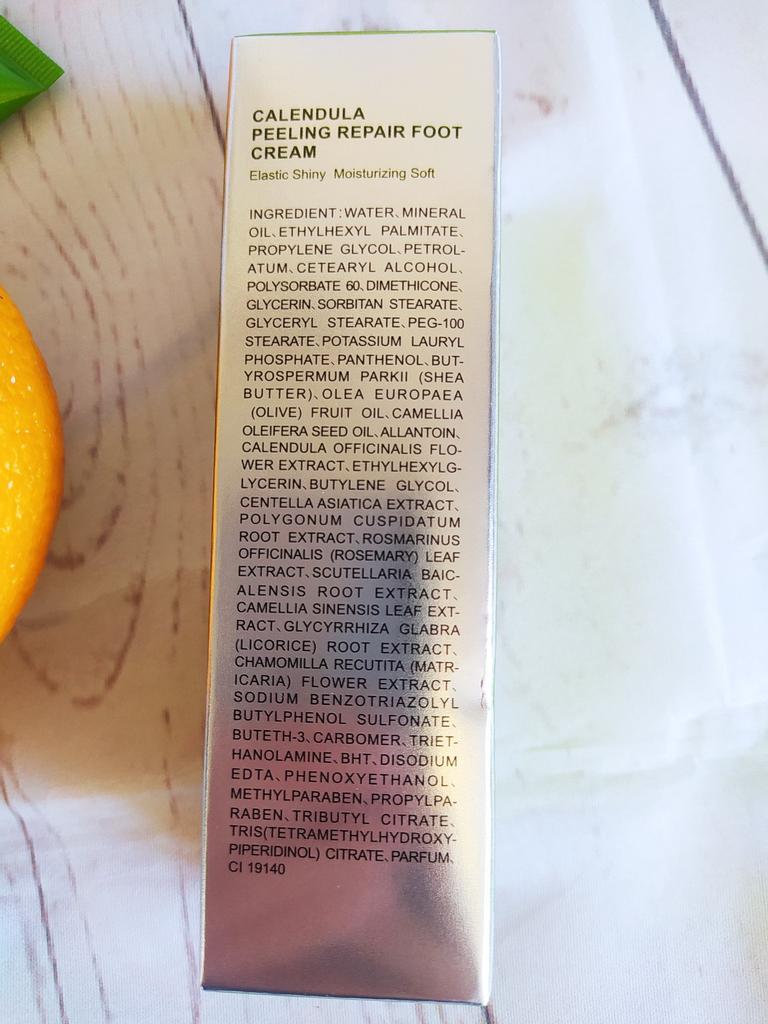 CALENDULA
PEELING REPAIR FOOT
CREAM
Elastic Shiny Moisturizing Soft
INGREDIENT:WATER、MINERAL
OIL、ETHYLHEXYL PALMITATE、
PROPYLENE GLYCOL、PETROL-
ATUM、CETEARYL ALCOHOL、
POLYSORBATE 60、DIMETHICONE、
GLYCERIN、SORBITAN STEARATE、
GLYCERYL STEARATE、PEG-100
STEARATE、POTASSIUM LAURYL
PHOSPHATE、PANTHENOL、BUT-
YROSPERMUM PARKII (SHEA
BUTTER)、OLEA EUROPAEA
(OLIVE) FRUIT OIL、CAMELLIA
OLEIFERA SEED OIL、ALLANTOIN、
CALENDULA OFFICINALIS FLO-
WER EXTRACT、ETHYLHEXYLG-
LYCERIN、BUTYLENE GLYCOL、
CENTELLA ASIATICA EXTRACT、
POLYGONUM CUSPIDATUM
ROOT EXTRACT、ROSMARINUS
OFFICINALIS (ROSEMARY) LEAF
EXTRACT、SCUTELLARIA BAIC-
ALENSIS ROOT EXTRACT、
CAMELLIA SINENSIS LEAF EXT-
RACT、GLYCYRRHIZA GLABRA
(LICORICE) ROOT EXTRACT、
CHAMOMILLA RECUTITA (MATR-
ICARIA) FLOWER EXTRACT、
SODIUM BENZOTRIAZOLYL
BUTYLPHENOL SULFONATE、
BUTETH-3、CARBOMER、TRIET-
HANOLAMINE、BHT、DISODIUM
EDTA、PHENOXYETHANOL、
METHYLPARABEN、PROPYLPA-
RABEN、TRIBUTYL CITRATE、
TRIS(TETRAMETHYLHYDROXY-
PIPERIDINOL) CITRATE、PARFUM、
CI 19140